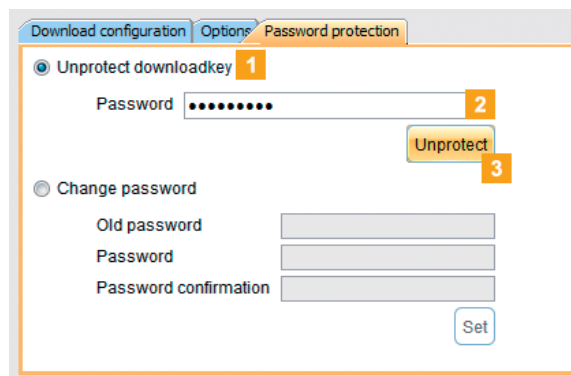 Download configuration Options Password protection
Unprotect downloadkey 1
Password ••••••••• 2
Unprotect
3
Change password
Old password
Password
Password confirmation
Set